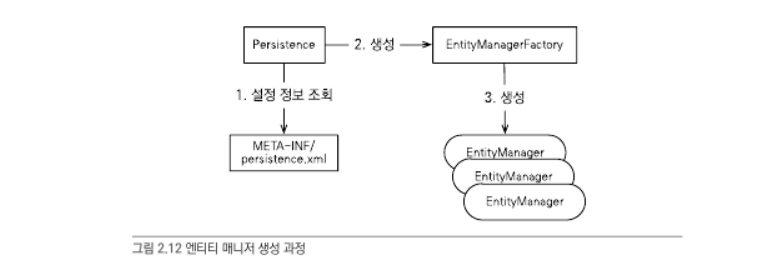 Persistence
2. 생성
EntityManagerFactory
1. 설정 정보 조회
3. 생성
META-INF/
persistence.xml
EntityManager
EntityManager
EntityManager
그림 2.12 엔티티 매니저 생성 과정